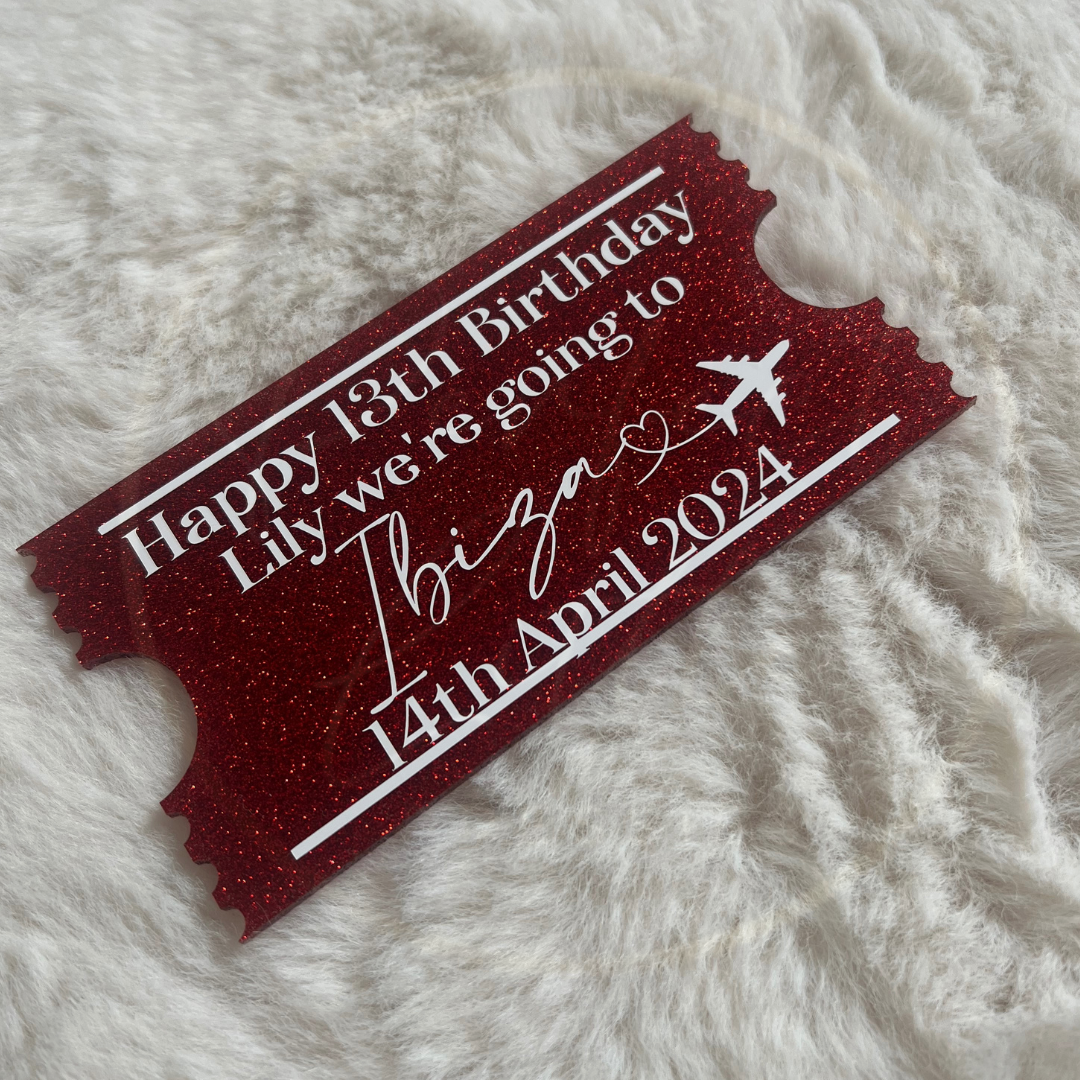 Happy 13th Birthday
Lily we're going to
Ibiza
14th April 2024